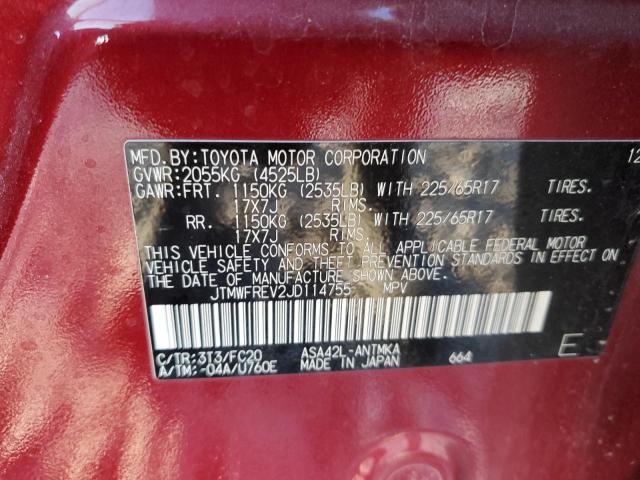 MFD. BY: TOYOTA MOTOR CORPORATION 12
GVWR: 2055KG (4525LB)
GAWR: FRT. 1150KG (2535LB) WITH 225/65R17 TIRES.
17X7J RIMS.
RR. 1150KG (2535LB) WITH 225/65R17 TIRES.
17X7J RIMS.
THIS VEHICLE CONFORMS TO ALL APPLICABLE FEDERAL MOTOR
VEHICLE SAFETY AND THEFT PREVENTION STANDARDS IN EFFECT ON
THE DATE OF MANUFACTURE SHOWN ABOVE.
JTMWFREV2JD114755 MPV
C/TR: 3T3/FC20 ASA42L-ANTMKA 664 E
A/TM: -04A/U760E MADE IN JAPAN